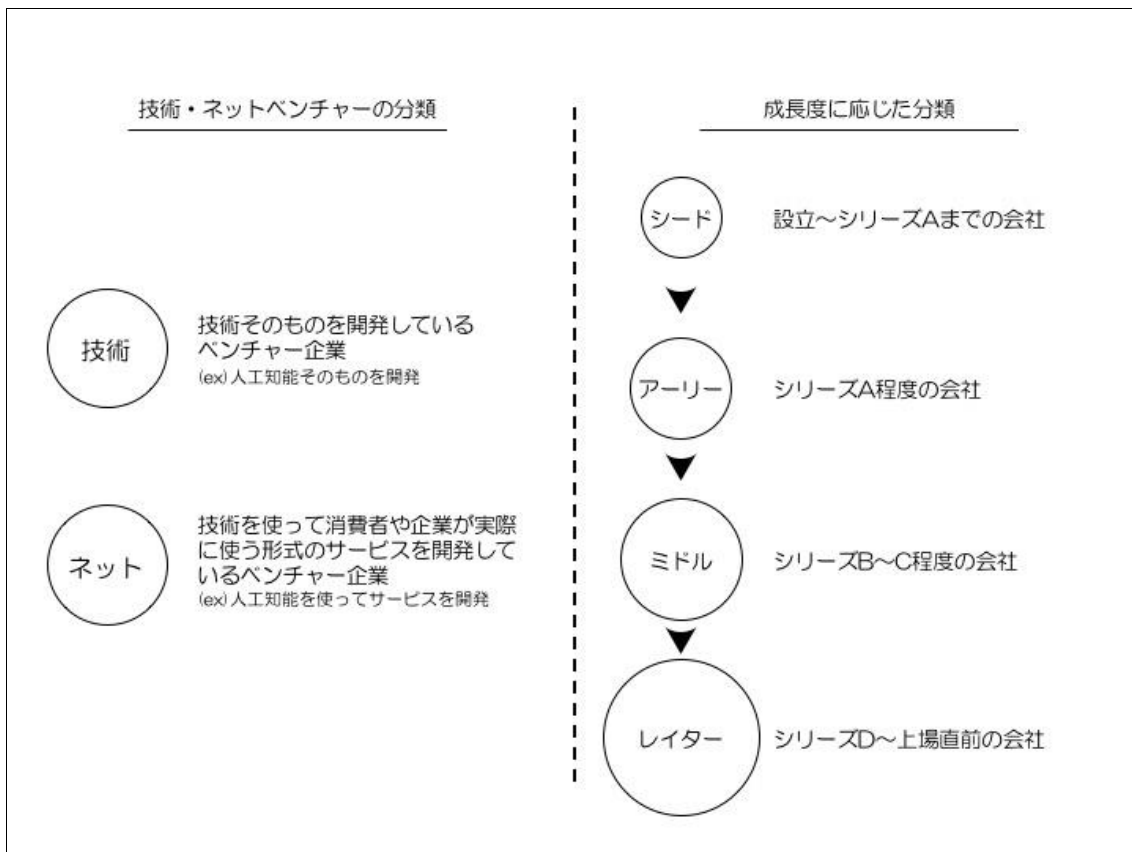 技術・ネットベンチャーの分類
技術
技術そのものを開発している
ベンチャー企業
(ex)人工知能そのものを開発
ネット
技術を使って消費者や企業が実際
に使う形式のサービスを開発して
いるベンチャー企業
(ex)人工知能を使ってサービスを開発
成長度に応じた分類
シード
設立〜シリーズAまでの会社
アーリー
シリーズA程度の会社
ミドル
シリーズB〜C程度の会社
レイター
シリーズD〜上場直前の会社